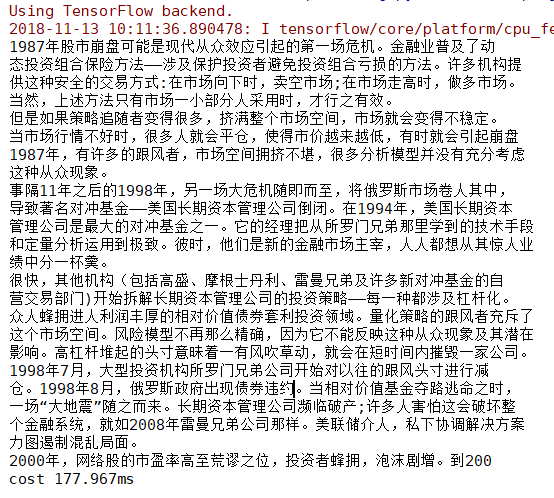 Using TensorFlow backend.
2018-11-13 10:11:36.890478: I tensorflow/core/platform/cpu_fe
1987年股市崩盘可能是现代从众效应引起的第一场危机。金融业普及了动
态投资组合保险方法——涉及保护投资者避免投资组合亏损的方法。许多机构提
供这种安全的交易方式:在市场向下时，卖空市场;在市场走高时，做多市场。
当然，上述方法只有市场一小部分人采用时，才行之有效。
但是如果策略追随者变得很多，挤满整个市场空间，市场就会变得不稳定。
当市场行情不好时，很多人就会平仓，使得市价越来越低，有时就会引起崩盘
1987年，有许多的跟风者，市场空间拥挤不堪，很多分析模型并没有充分考虑
这种从众现象。
事隔11年之后的1998年，另一场大危机随即而至，将俄罗斯市场卷人其中，
导致著名对冲基金——美国长期资本管理公司倒闭。在1994年，美国长期资本
管理公司是最大的对冲基金之一。它的经理把从所罗门兄弟那里学到的技术手段
和定量分析运用到极致。彼时，他们是新的金融市场主宰，人人都想从其惊人业
绩中分一杯羹。
很快，其他机构（包括高盛、摩根士丹利、雷曼兄弟及许多新对冲基金的自
营交易部门)开始拆解长期资本管理公司的投资策略——每一种都涉及杠杆化。
众人蜂拥进人利润丰厚的相对价值债券套利投资领域。量化策略的跟风者充斥了
这个市场空间。风险模型不再那么精确，因为它不能反映这种从众现象及其潜在
影响。高杠杆堆起的头寸意味着一有风吹草动，就会在短时间内摧毁一家公司。
1998年7月，大型投资机构所罗门兄弟公司开始对以往的跟风头寸进行减
仓。1998年8月，俄罗斯政府出现债券违约。当相对价值基金夺路逃命之时，
一场“大地震”随之而来。长期资本管理公司濒临破产;许多人害怕这会破坏整
个金融系统，就如2008年雷曼兄弟公司那样。美联储介人，私下协调解决方案
力图遏制混乱局面。
2000年，网络股的市盈率高至荒谬之位，投资者蜂拥，泡沫剧增。到200
cost 177.967ms